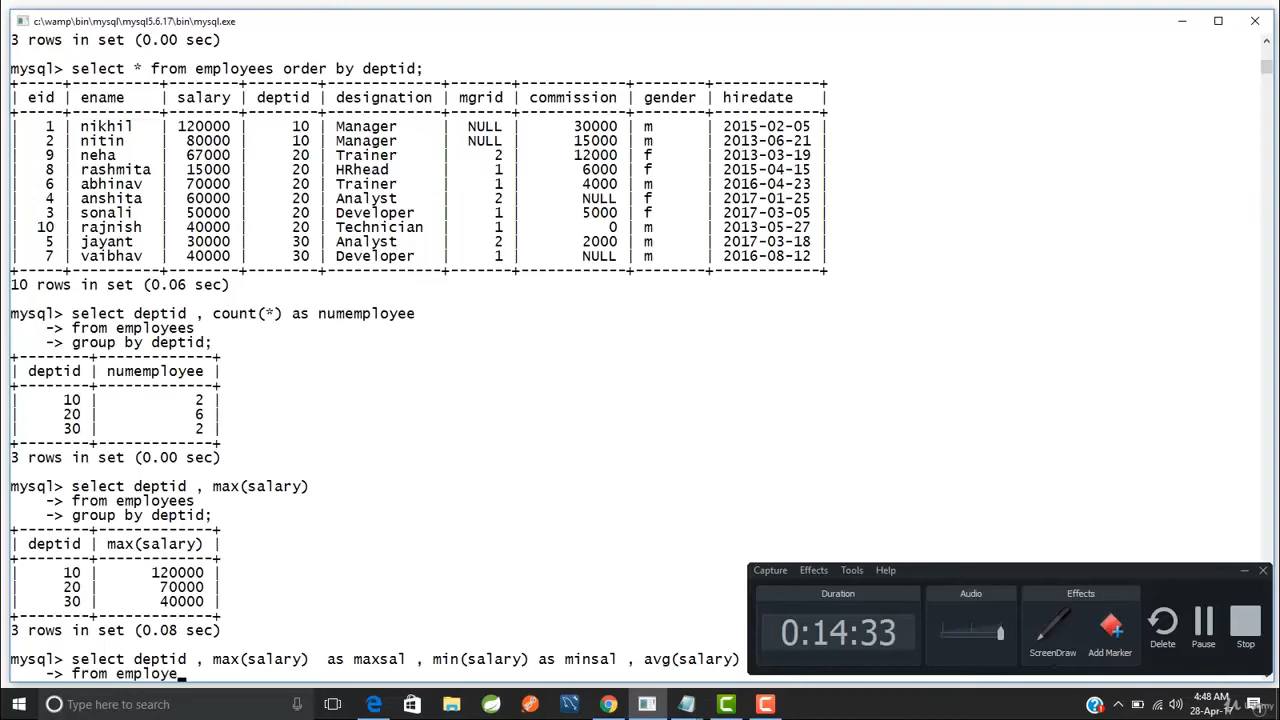 c:\wamp\bin\mysql\mysql5.6.17\bin\mysql.exe
3 rows in set (0.00 sec)
mysql> select * from employees order by deptid;
+------+----------+--------+--------+-------------+-------+------------+--------+------------+
| eid | ename | salary | deptid | designation | mgrid | commission | gender | hiredate |
+------+----------+--------+--------+-------------+-------+------------+--------+------------+
| 1 | nikhil | 120000 | 10 | Manager | NULL | 30000 | m | 2015-02-05 |
| 2 | nitin | 80000 | 10 | Manager | NULL | 15000 | m | 2013-06-21 |
| 9 | neha | 67000 | 20 | Trainer | 2 | 12000 | f | 2013-03-19 |
| 8 | rashmita | 15000 | 20 | HRhead | 1 | 6000 | f | 2015-04-15 |
| 6 | abhinav | 70000 | 20 | Trainer | 1 | 4000 | m | 2016-04-23 |
| 4 | anshita | 60000 | 20 | Analyst | 2 | NULL | f | 2017-01-25 |
| 3 | sonali | 50000 | 20 | Developer | 1 | 5000 | f | 2017-03-05 |
| 10 | rajnish | 40000 | 20 | Technician | 1 | 0 | m | 2013-05-27 |
| 5 | jayant | 30000 | 30 | Analyst | 2 | 2000 | m | 2017-03-18 |
| 7 | vaibhav | 40000 | 30 | Developer | 1 | NULL | m | 2016-08-12 |
+------+----------+--------+--------+-------------+-------+------------+--------+------------+
10 rows in set (0.06 sec)
mysql> select deptid , count(*) as numemployee
-> from employees
-> group by deptid;
+--------+-------------+
| deptid | numemployee |
+--------+-------------+
| 10 | 2 |
| 20 | 6 |
| 30 | 2 |
+--------+-------------+
3 rows in set (0.00 sec)
mysql> select deptid , max(salary)
-> from employees
-> group by deptid;
+--------+-------------+
| deptid | max(salary) |
+--------+-------------+
| 10 | 120000 |
| 20 | 70000 |
| 30 | 40000 |
+--------+-------------+
3 rows in set (0.08 sec)
mysql> select deptid , max(salary) as maxsal , min(salary) as minsal , avg(salary)
-> from employe_
Capture Effects Tools Help
Duration Audio Effects
0:14:33
ScreenDraw Add Marker Delete Pause Stop
Type here to search
4:48 AM
28-Apr-1
Udemy